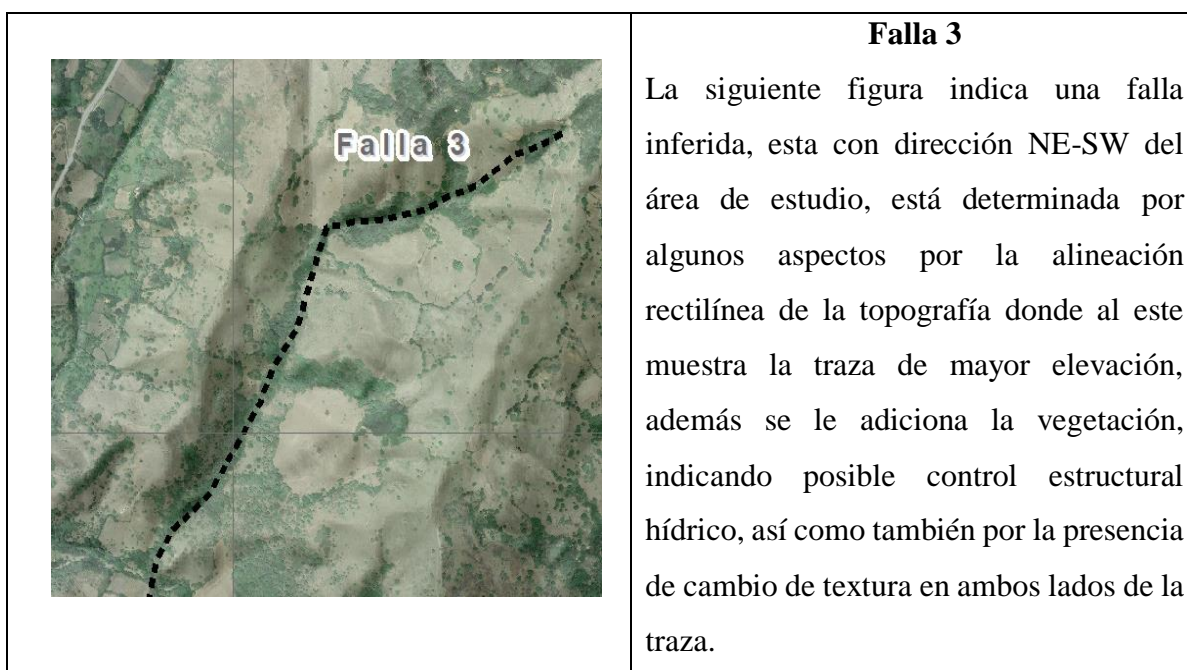 Falla 3
Falla 3
La siguiente figura indica una falla
inferida, esta con dirección NE-SW del
área de estudio, está determinada por
algunos aspectos por la alineación
rectilínea de la topografía donde al este
muestra la traza de mayor elevación,
además se le adiciona la vegetación,
indicando posible control estructural
hídrico, así como también por la presencia
de cambio de textura en ambos lados de la
traza.